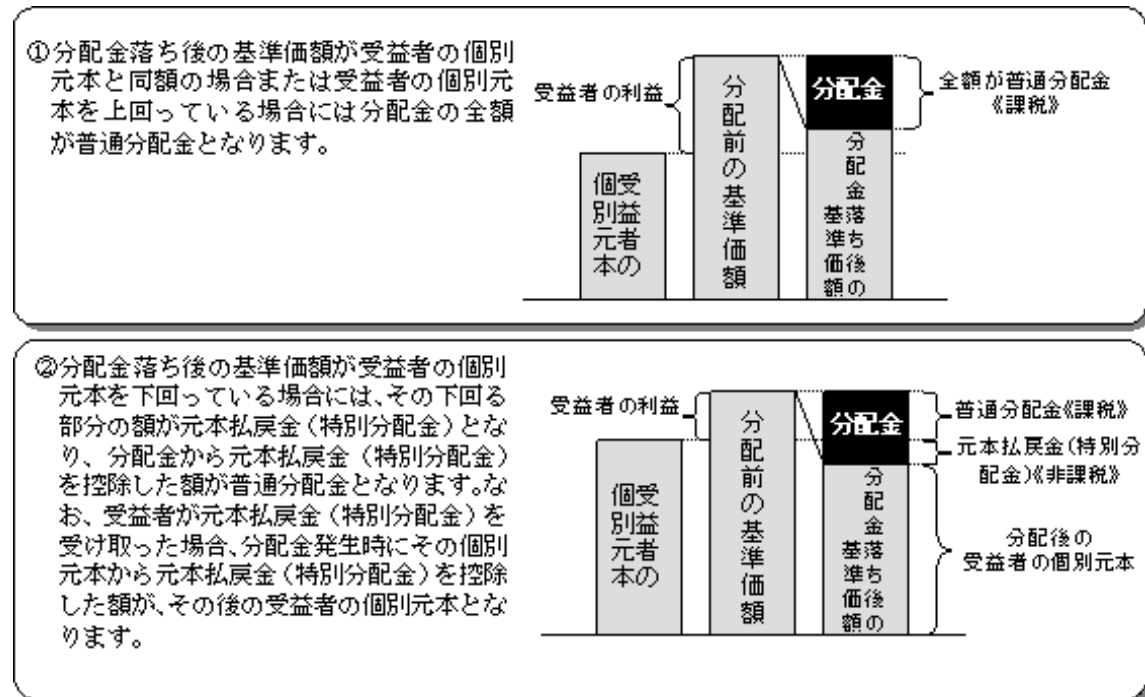 ①分配金落ち後の基準価額が受益者の個別
元本と同額の場合または受益者の個別元
本を上回っている場合には分配金の全額
が普通分配金となります。
受益者の利益
受益者の
個別元本
分配前の基準価額
分配金
分配金落ち後の
基準価額
全額が普通分配金
《課税》
②分配金落ち後の基準価額が受益者の個別
元本を下回っている場合には、その下回る
部分の額が元本払戻金（特別分配金）とな
り、分配金から元本払戻金（特別分配金）
を控除した額が普通分配金となります。な
お、受益者が元本払戻金（特別分配金）を
受け取った場合、分配金発生時にその個別
元本から元本払戻金（特別分配金）を控除
した額が、その後の受益者の個別元本とな
ります。
受益者の利益
受益者の
個別元本
分配前の基準価額
分配金
分配金落ち後の
基準価額
普通分配金《課税》
元本払戻金(特別分
配金)《非課税》
分配後の
受益者の個別元本